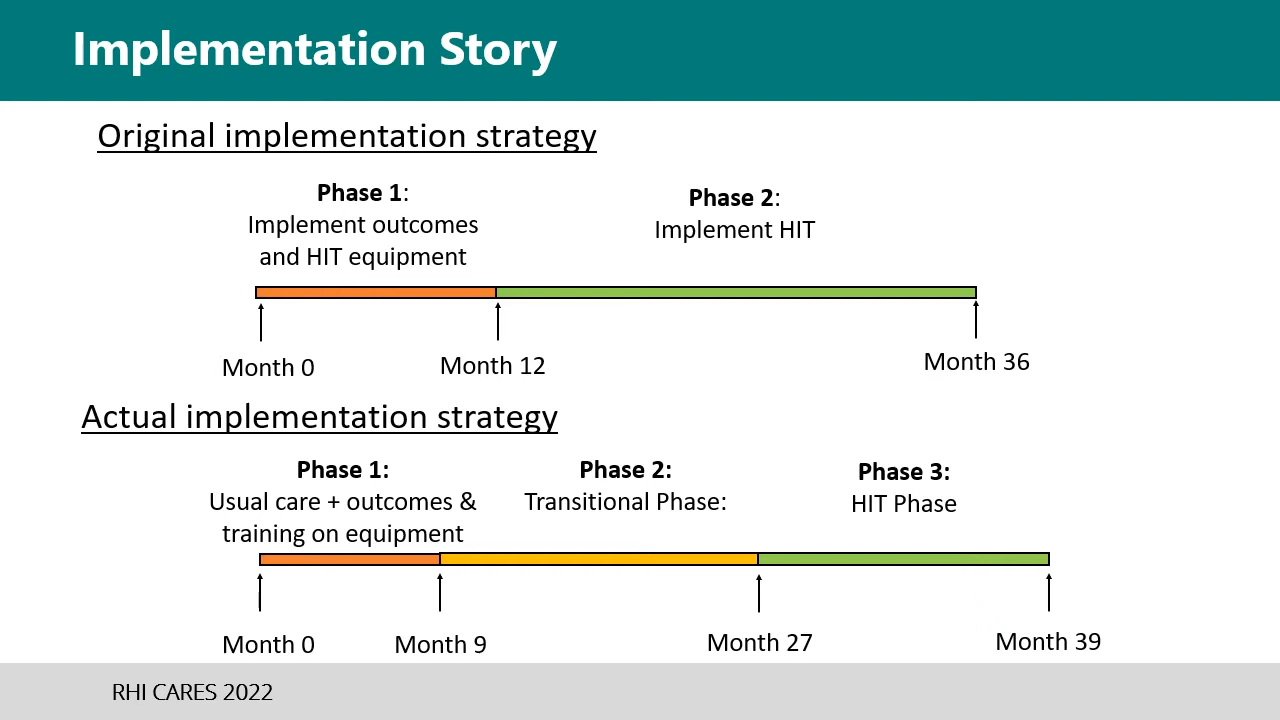 Implementation Story
Original implementation strategy
Phase 1:
Implement outcomes
and HIT equipment
Phase 2:
Implement HIT
Month 0
Month 12
Month 36
Actual implementation strategy
Phase 1:
Usual care + outcomes &
training on equipment
Phase 2:
Transitional Phase:
Phase 3:
HIT Phase
Month 0
Month 9
Month 27
Month 39
RHI CARES 2022